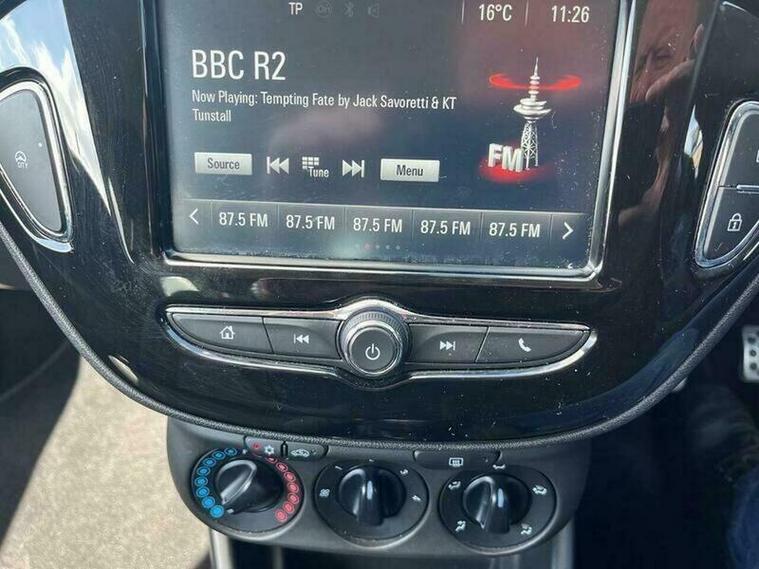 TP 16°C 11:26
BBC R2
Now Playing: Tempting Fate by Jack Savoretti & KT
Tunstall
Source Tune Menu
FM
87.5 FM 87.5 FM 87.5 FM 87.5 FM 87.5 FM
CITY